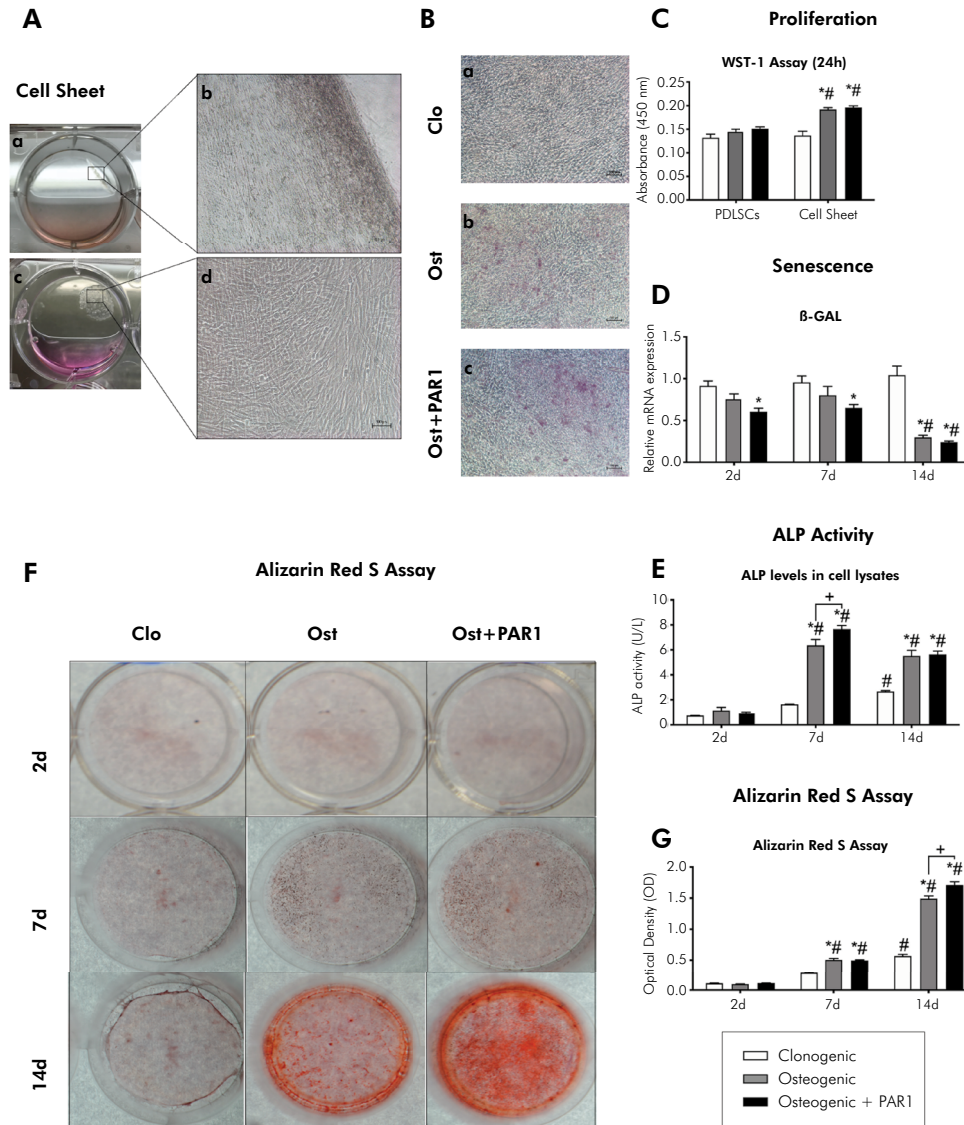 A
Cell Sheet
a
b
c
d
B
Clo
a
Ost
b
Ost+PAR1
c
C
Proliferation
WST-1 Assay (24h)
Absorbance (450 nm)
0.25
0.20
0.15
0.10
0.05
0.00
*#
*#
PDLSCs
Cell Sheet
Senescence
D
ß-GAL
Relative mRNA expression
1.5
1.0
0.5
0.0
*
*
*#
*#
2d
7d
14d
ALP Activity
E
ALP levels in cell lysates
ALP activity (U/L)
10
8
6
4
2
0
+
*#
*#
#
*#
*#
2d
7d
14d
F
Alizarin Red S Assay
Clo
Ost
Ost+PAR1
2d
7d
14d
Alizarin Red S Assay
G
Alizarin Red S Assay
Optical Density (OD)
2.0
1.5
1.0
0.5
0.0
*#
*#
#
+
*#
*#
2d
7d
14d
Clonogenic
Osteogenic
Osteogenic + PAR1